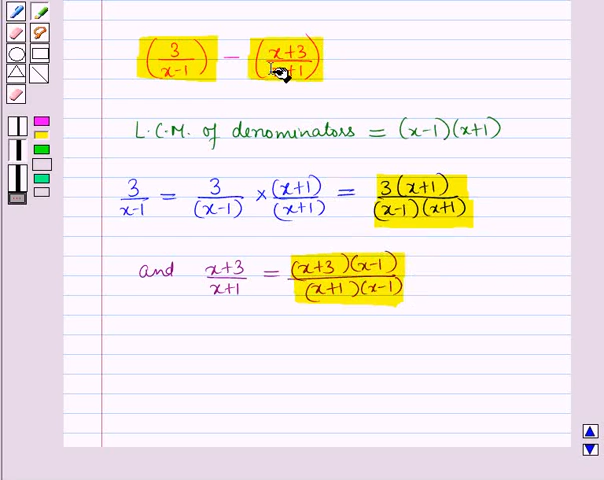 (3/(x-1)) − ((x+3)/(x+1))
L.C.M. of denominators = (x-1)(x+1)
3/(x-1) = 3/(x-1) × (x+1)/(x+1) = 3(x+1)/(x-1)(x+1)
and (x+3)/(x+1) = (x+3)(x-1)/(x+1)(x-1)